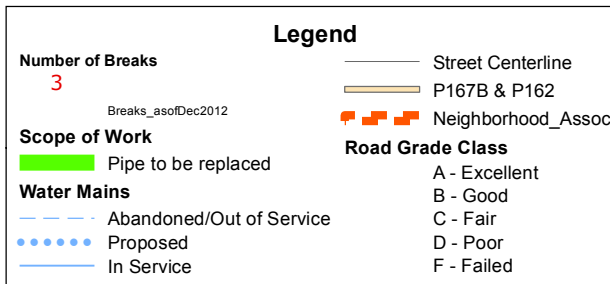 Legend
Number of Breaks
3
Breaks_asofDec2012
Scope of Work
Pipe to be replaced
Water Mains
Abandoned/Out of Service
Proposed
In Service
Street Centerline
P167B & P162
Neighborhood_Assoc
Road Grade Class
A - Excellent
B - Good
C - Fair
D - Poor
F - Failed